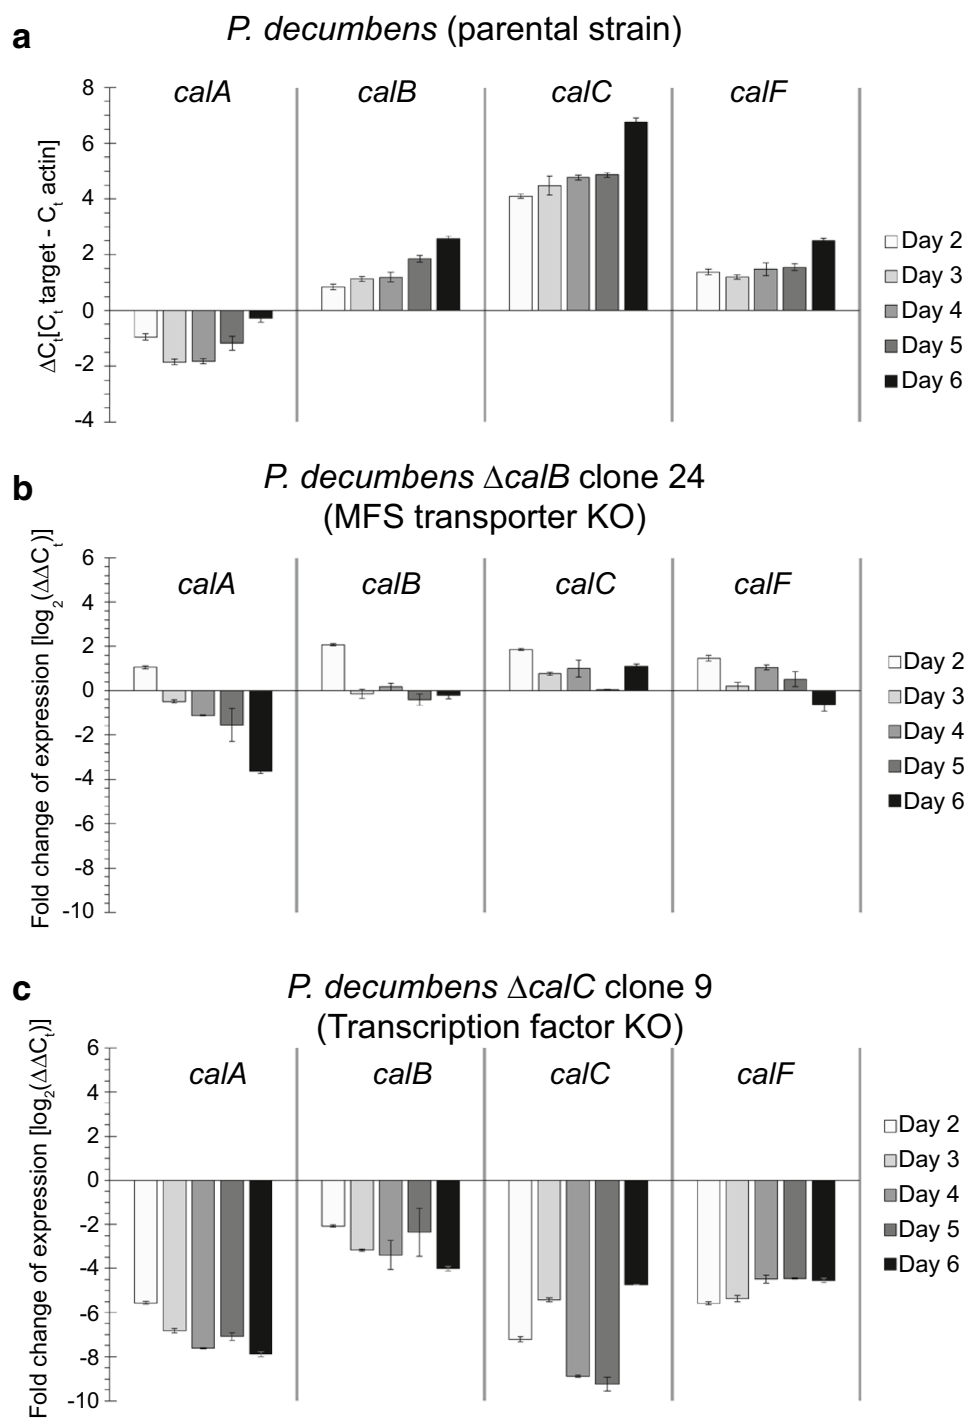 a
P. decumbens (parental strain)
calA calB calC calF
ΔCt[Ct target - Ct actin]
8
6
4
2
0
-2
-4
Day 2
Day 3
Day 4
Day 5
Day 6
b
P. decumbens ΔcalB clone 24
(MFS transporter KO)
calA calB calC calF
Fold change of expression [log2(ΔΔCt)]
6
4
2
0
-2
-4
-6
-8
-10
Day 2
Day 3
Day 4
Day 5
Day 6
c
P. decumbens ΔcalC clone 9
(Transcription factor KO)
calA calB calC calF
Fold change of expression [log2(ΔΔCt)]
6
4
2
0
-2
-4
-6
-8
-10
Day 2
Day 3
Day 4
Day 5
Day 6